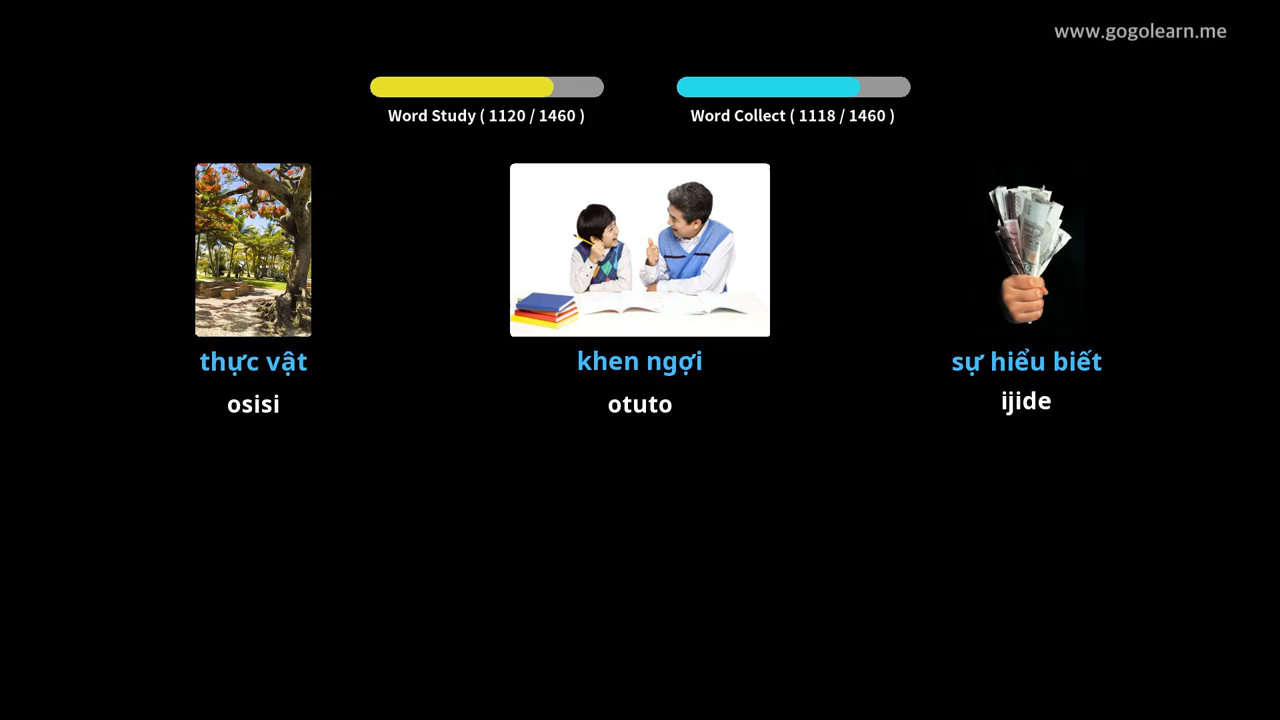 www.gogolearn.me
Word Study ( 1120 / 1460 )
Word Collect ( 1118 / 1460 )
thực vật
khen ngợi
sự hiểu biết
osisi
otuto
ijide